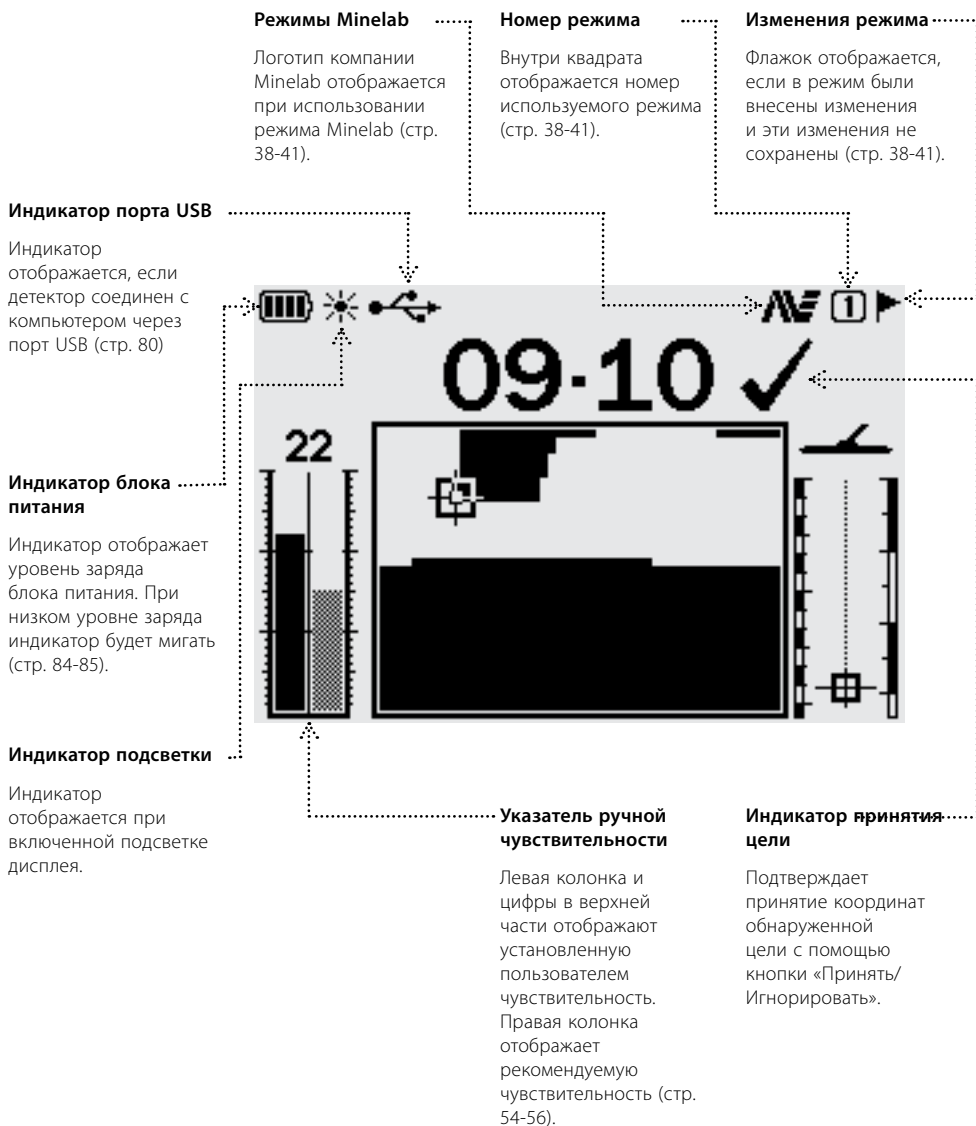 Режимы Minelab
Логотип компании
Minelab отображается
при использовании
режима Minelab (стр.
38-41).
Номер режима
Внутри квадрата
отображается номер
используемого режима
(стр. 38-41).
Изменения режима
Флажок отображается,
если в режим были
внесены изменения
и эти изменения не
сохранены (стр. 38-41).
Индикатор порта USB
Индикатор
отображается, если
детектор соединен с
компьютером через
порт USB (стр. 80)
1
09·10
22
Индикатор блока
питания
Индикатор отображает
уровень заряда
блока питания. При
низком уровне заряда
индикатор будет мигать
(стр. 84-85).
Индикатор подсветки
Индикатор
отображается при
включенной подсветке
дисплея.
Указатель ручной
чувствительности
Левая колонка и
цифры в верхней
части отображают
установленную
пользователем
чувствительность.
Правая колонка
отображает
рекомендуемую
чувствительность (стр.
54-56).
Индикатор принятия
цели
Подтверждает
принятие координат
обнаруженной
цели с помощью
кнопки «Принять/
Игнорировать».